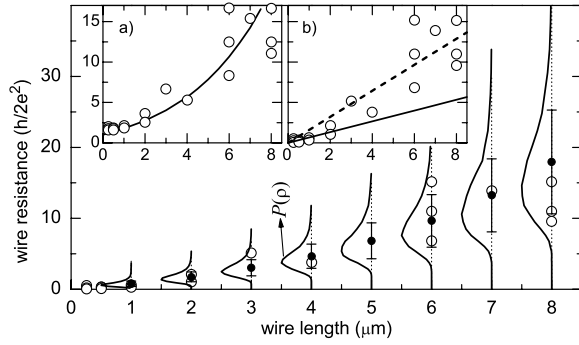 wire resistance (h/2e²)
40
30
20
10
0
a)
15
10
5
0
0 2 4 6 8
b)
0 2 4 6 8
P(ρ)
0 1 2 3 4 5 6 7 8
wire length (μm)